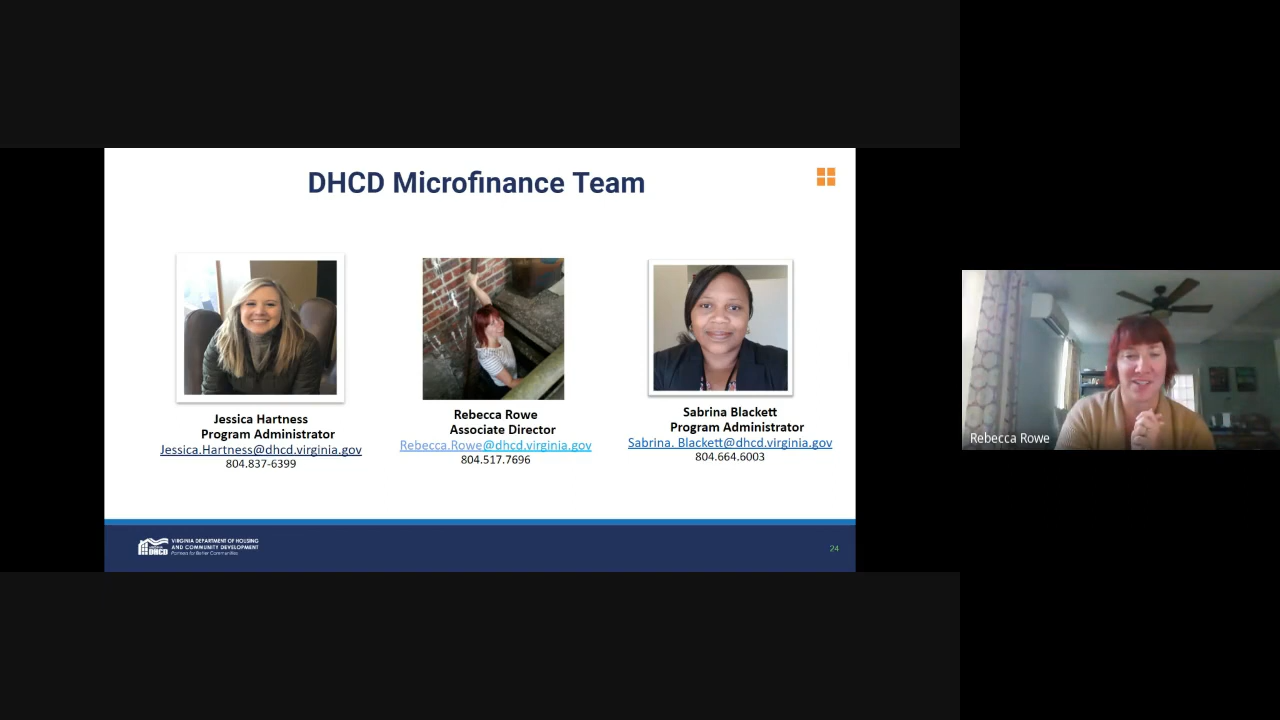 DHCD Microfinance Team
Jessica Hartness
Program Administrator
Jessica.Hartness@dhcd.virginia.gov
804.837-6399
Rebecca Rowe
Associate Director
Rebecca.Rowe@dhcd.virginia.gov
804.517.7696
Sabrina Blackett
Program Administrator
Sabrina. Blackett@dhcd.virginia.gov
804.664.6003
Rebecca Rowe
DHCD
VIRGINIA DEPARTMENT OF HOUSING
AND COMMUNITY DEVELOPMENT
Partners for Better Communities
24